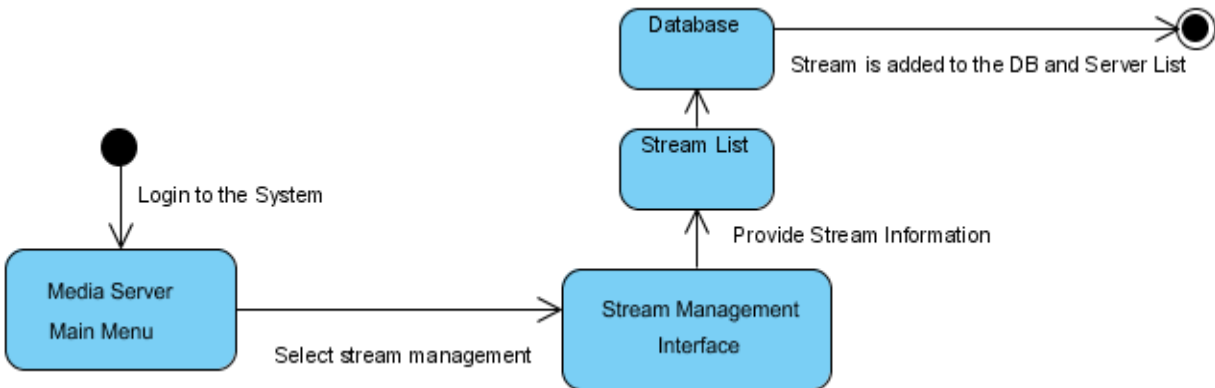 Database
Stream is added to the DB and Server List
Stream List
Login to the System
Provide Stream Information
Media Server
Main Menu
Stream Management
Interface
Select stream management